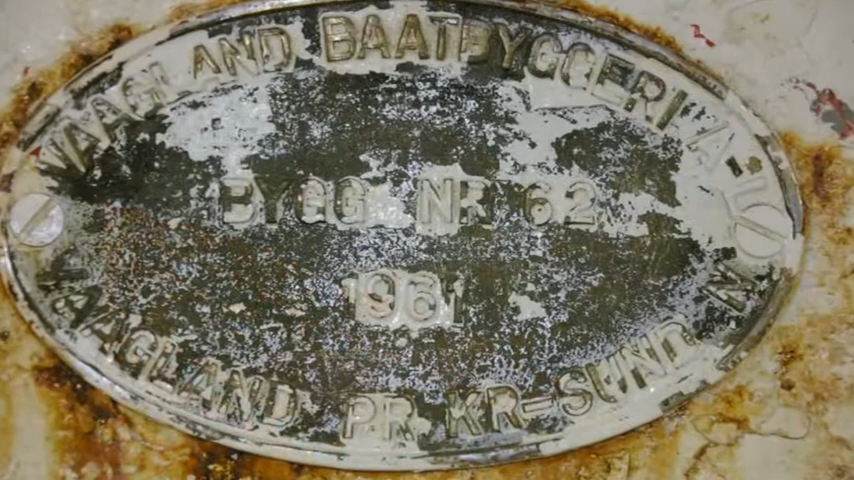 VAAGLAND BAATBYGGERI A-L
BYGG NR 62
1961
VAAGLAND PR KR-SUND N